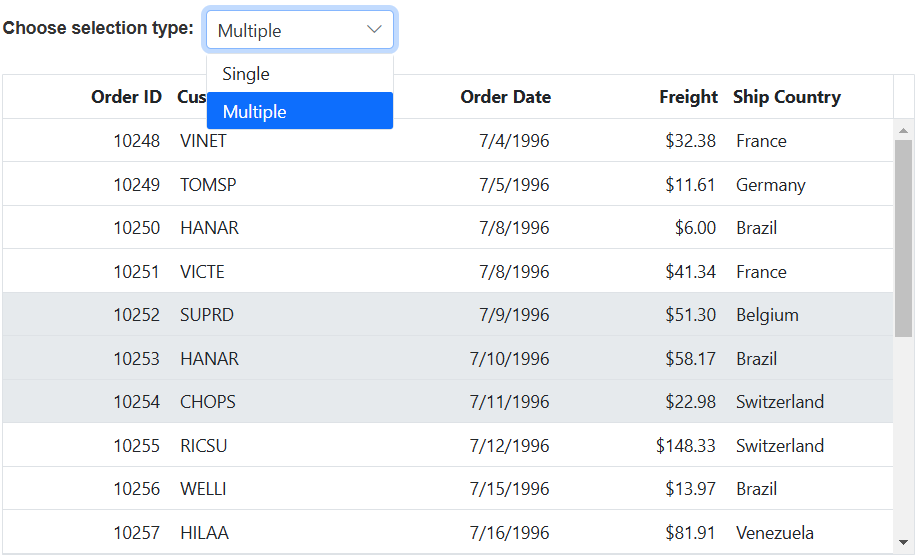 Choose selection type: Multiple
Single
Multiple
Order ID Order Date Freight Ship Country
10248 VINET 7/4/1996 $32.38 France
10249 TOMSP 7/5/1996 $11.61 Germany
10250 HANAR 7/8/1996 $6.00 Brazil
10251 VICTE 7/8/1996 $41.34 France
10252 SUPRD 7/9/1996 $51.30 Belgium
10253 HANAR 7/10/1996 $58.17 Brazil
10254 CHOPS 7/11/1996 $22.98 Switzerland
10255 RICSU 7/12/1996 $148.33 Switzerland
10256 WELLI 7/15/1996 $13.97 Brazil
10257 HILAA 7/16/1996 $81.91 Venezuela